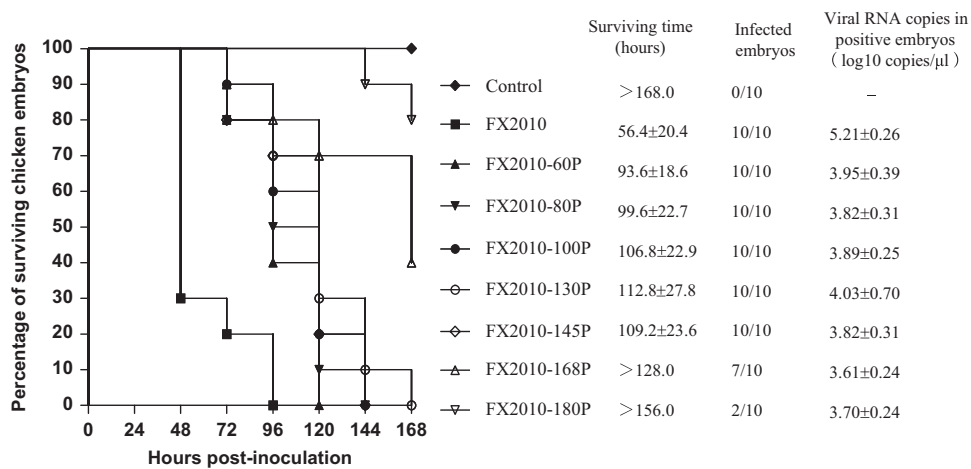 Surviving time
(hours)
Infected
embryos
Viral RNA copies in
positive embryos
( log10 copies/μl )
Percentage of surviving chicken embryos
100
90
80
70
60
50
40
30
20
10
0
0 24 48 72 96 120 144 168
Hours post-inoculation
Control >168.0 0/10 –
FX2010 56.4±20.4 10/10 5.21±0.26
FX2010-60P 93.6±18.6 10/10 3.95±0.39
FX2010-80P 99.6±22.7 10/10 3.82±0.31
FX2010-100P 106.8±22.9 10/10 3.89±0.25
FX2010-130P 112.8±27.8 10/10 4.03±0.70
FX2010-145P 109.2±23.6 10/10 3.82±0.31
FX2010-168P >128.0 7/10 3.61±0.24
FX2010-180P >156.0 2/10 3.70±0.24